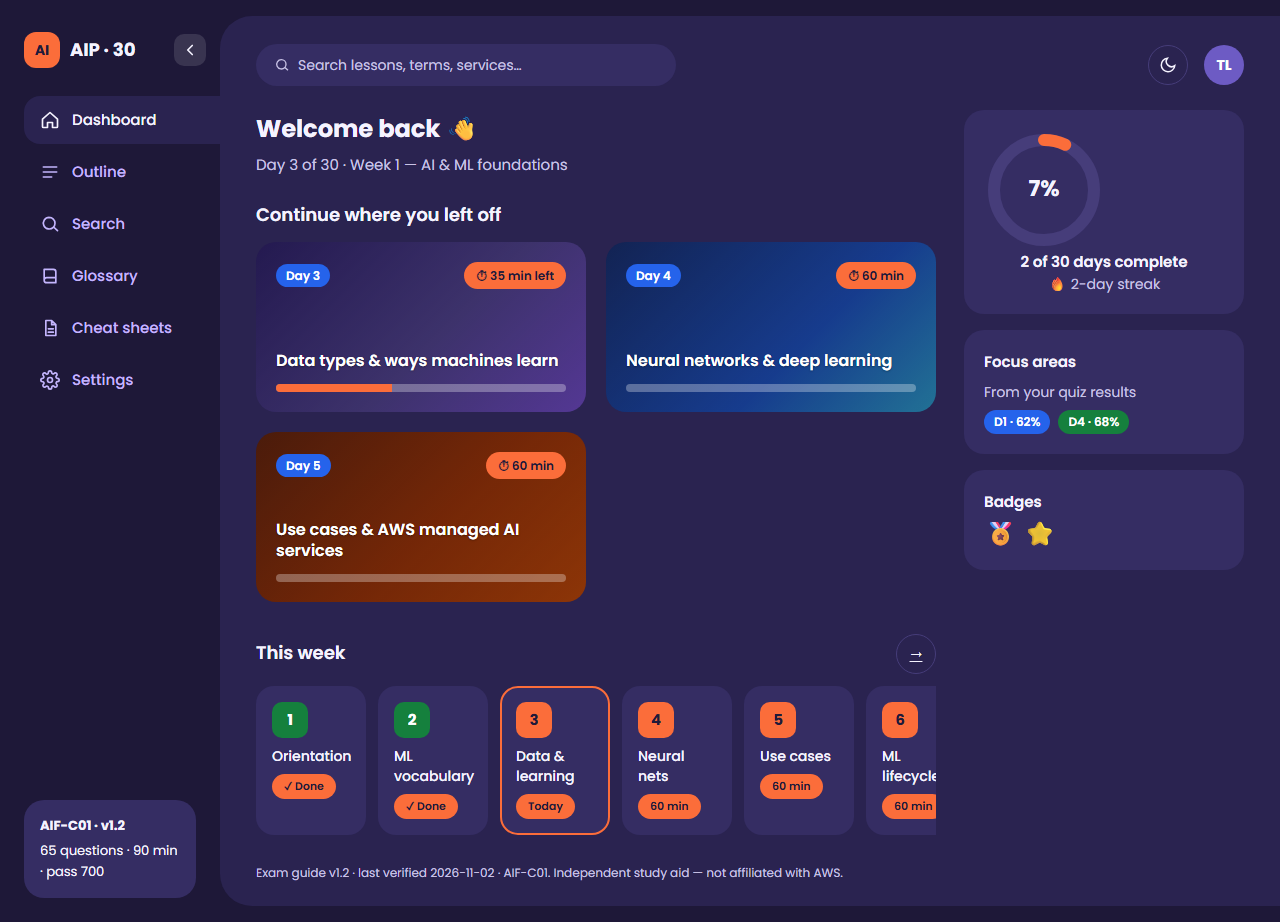 AI
AIP · 30
Dashboard
Outline
Search
Glossary
Cheat sheets
Settings
AIF-C01 · v1.2
65 questions · 90 min
· pass 700
Search lessons, terms, services…
TL
Welcome back 👋
Day 3 of 30 · Week 1 — AI & ML foundations
Continue where you left off
Day 3
⏱ 35 min left
Data types & ways machines learn
Day 4
⏱ 60 min
Neural networks & deep learning
Day 5
⏱ 60 min
Use cases & AWS managed AI
services
This week
→
1
Orientation
✓ Done
2
ML
vocabulary
✓ Done
3
Data &
learning
Today
4
Neural
nets
60 min
5
Use cases
60 min
6
ML
lifecycle
60 min
Exam guide v1.2 · last verified 2026-11-02 · AIF-C01. Independent study aid — not affiliated with AWS.
7%
2 of 30 days complete
🔥 2-day streak
Focus areas
From your quiz results
D1 · 62%
D4 · 68%
Badges